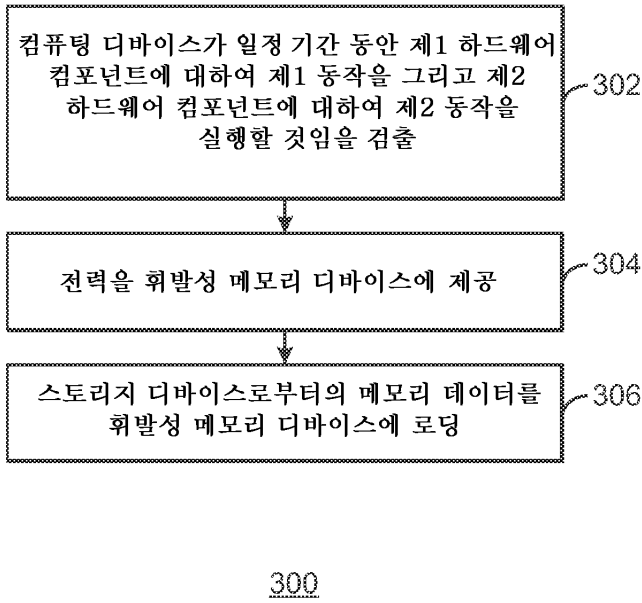 컴퓨팅 디바이스가 일정 기간 동안 제1 하드웨어
컴포넌트에 대하여 제1 동작을 그리고 제2
하드웨어 컴포넌트에 대하여 제2 동작을
실행할 것임을 검출
302
전력을 휘발성 메모리 디바이스에 제공
304
스토리지 디바이스로부터의 메모리 데이터를
휘발성 메모리 디바이스에 로딩
306
300